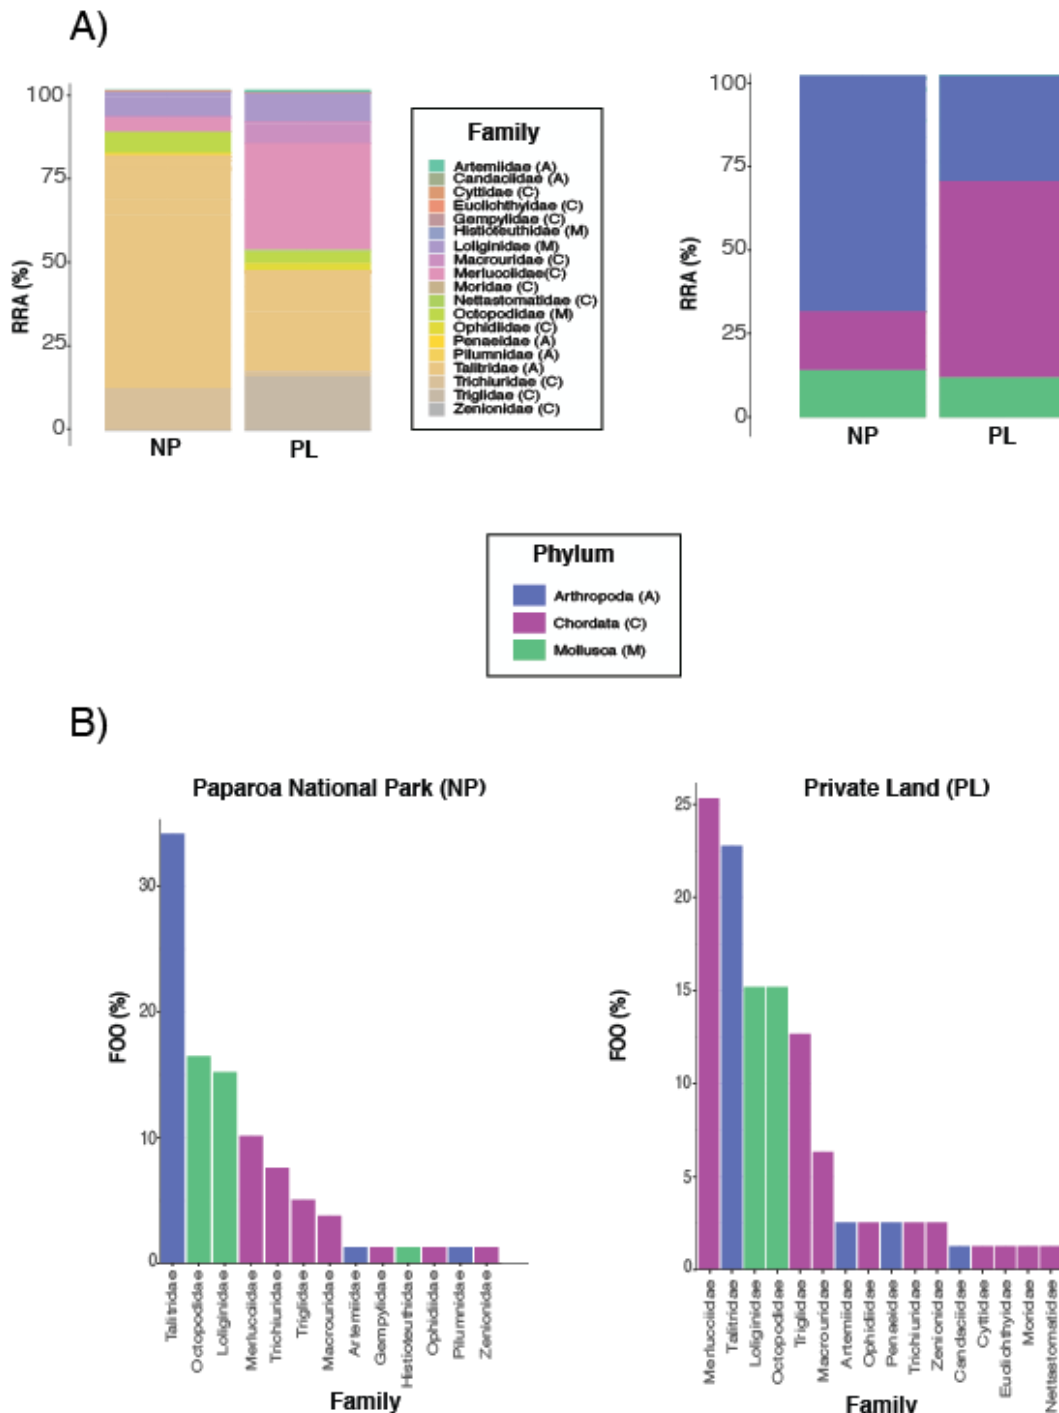 A)
100
75
50
25
0
RRA (%)
NP
PL
Family
Artemiidae (A)
Candaciidae (A)
Cyttidae (C)
Euclichthyidae (C)
Gempylidae (C)
Histioteuthidae (M)
Loliginidae (M)
Macrouridae (C)
Merlucciidae(C)
Moridae (C)
Nettastomatidae (C)
Octopodidae (M)
Ophidiidae (C)
Penaeidae (A)
Pilumnidae (A)
Talitridae (A)
Trichiuridae (C)
Triglidae (C)
Zenionidae (C)
100
75
50
25
0
RRA (%)
NP
PL
Phylum
Arthropoda (A)
Chordata (C)
Mollusca (M)
B)
Paparoa National Park (NP)
30
20
10
0
FOO (%)
Talitridae
Octopodidae
Loliginidae
Merlucciidae
Trichiuridae
Triglidae
Macrouridae
Artemiidae
Gempylidae
Histioteuthidae
Ophidiidae
Pilumnidae
Zenionidae
Family
Private Land (PL)
25
20
15
10
5
0
FOO (%)
Merlucciidae
Talitridae
Loliginidae
Octopodidae
Triglidae
Macrouridae
Artemiidae
Ophidiidae
Penaeidae
Trichiuridae
Zenionidae
Candaciidae
Cyttidae
Euclichthyidae
Moridae
Nettastomatidae
Family